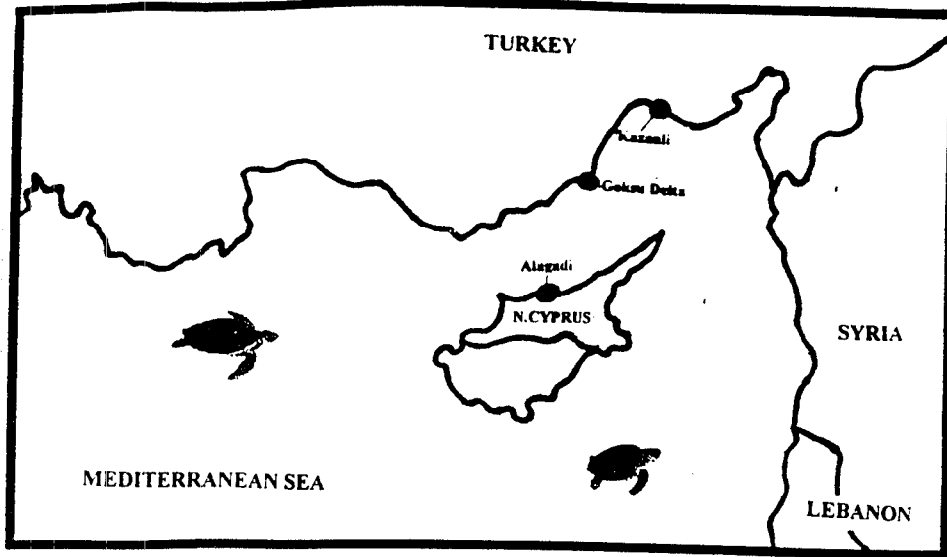 TURKEY
Kazanli
Goksu Delta
Alagadi
N.CYPRUS
SYRIA
MEDITERRANEAN SEA
LEBANON